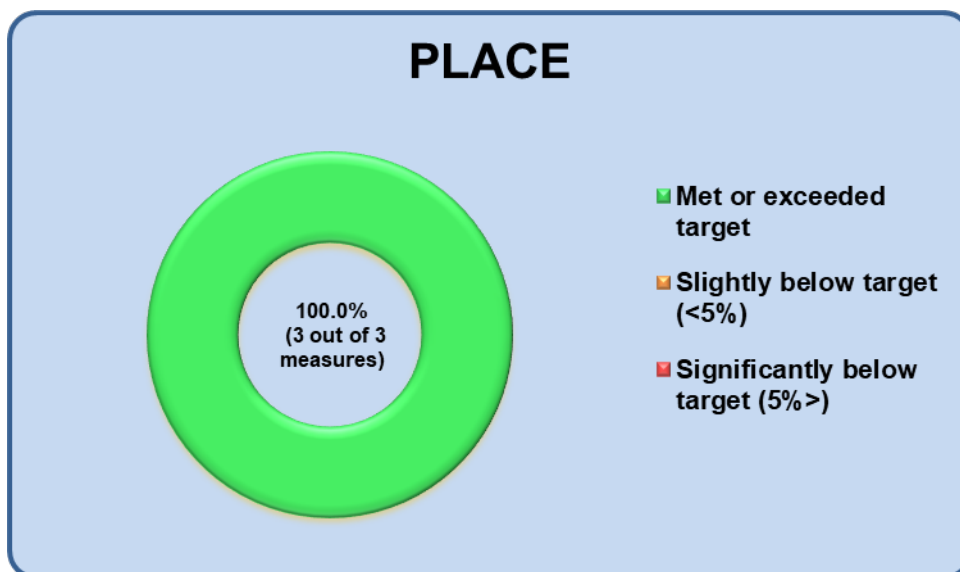 PLACE
100.0%
(3 out of 3
measures)
Met or exceeded
target
Slightly below target
(<5%)
Significantly below
target (5%>)